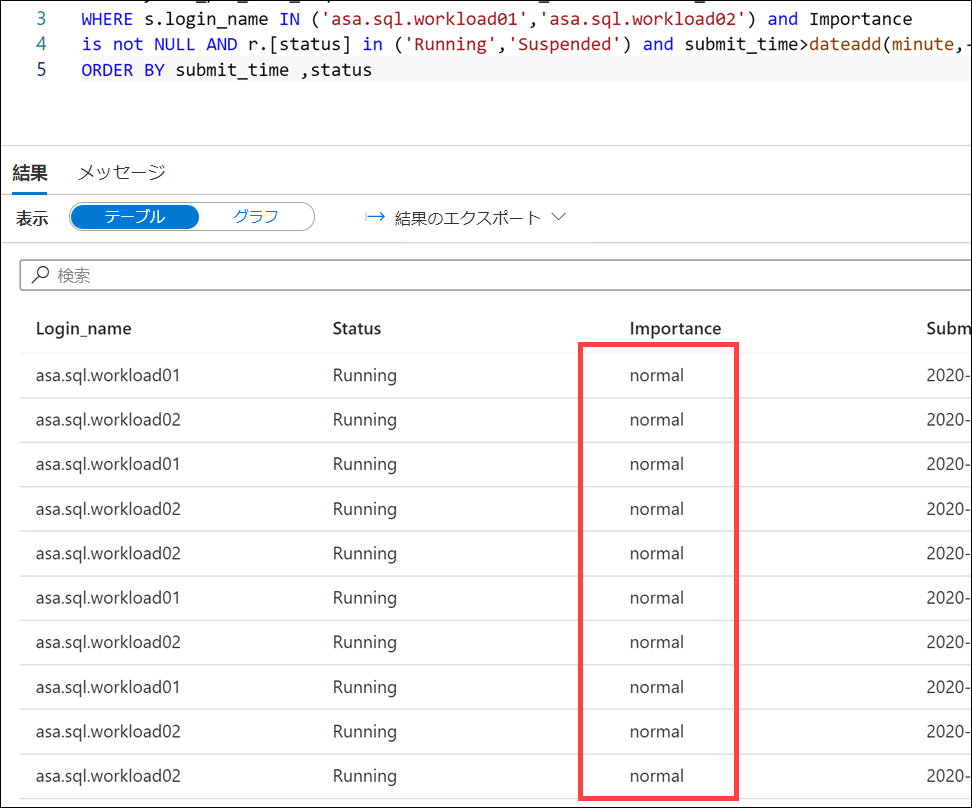 3 WHERE s.login_name IN ('asa.sql.workload01','asa.sql.workload02') and Importance
4 is not NULL AND r.[status] in ('Running','Suspended') and submit_time>dateadd(minute,-
5 ORDER BY submit_time ,status
結果 メッセージ
表示 テーブル グラフ 結果のエクスポート
検索
Login_name Status Importance Subm
asa.sql.workload01 Running normal 2020-
asa.sql.workload02 Running normal 2020-
asa.sql.workload01 Running normal 2020-
asa.sql.workload02 Running normal 2020-
asa.sql.workload02 Running normal 2020-
asa.sql.workload01 Running normal 2020-
asa.sql.workload02 Running normal 2020-
asa.sql.workload01 Running normal 2020-
asa.sql.workload02 Running normal 2020-
asa.sql.workload02 Running normal 2020-